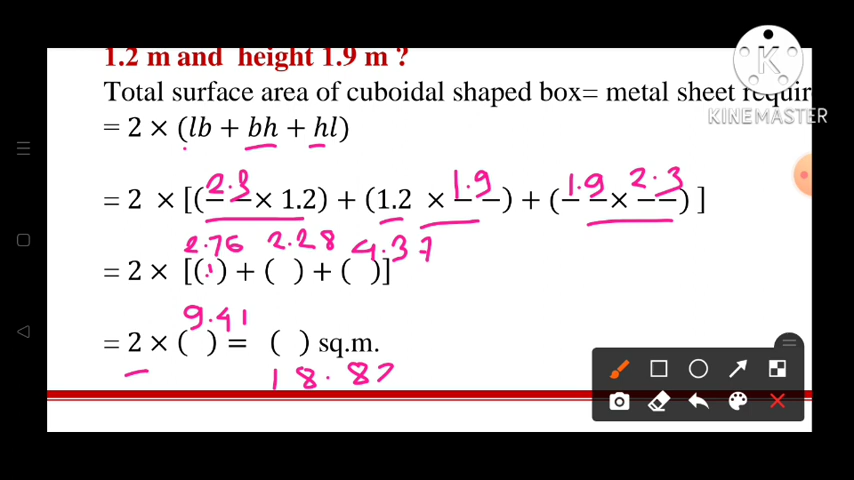 1.2 m and height 1.9 m ?
Total surface area of cuboidal shaped box= metal sheet requir
= 2 × (lb + bh + hl)
2.3 1.9 1.9 2.3
= 2 × [(− − × 1.2) + (1.2 × − −) + (− − × − −) ]
2.76 2.28 4.37
= 2 × [( ) + ( ) + ( )]
9.41
= 2 × ( ) = ( ) sq.m.
18.82
K
KINEMASTER